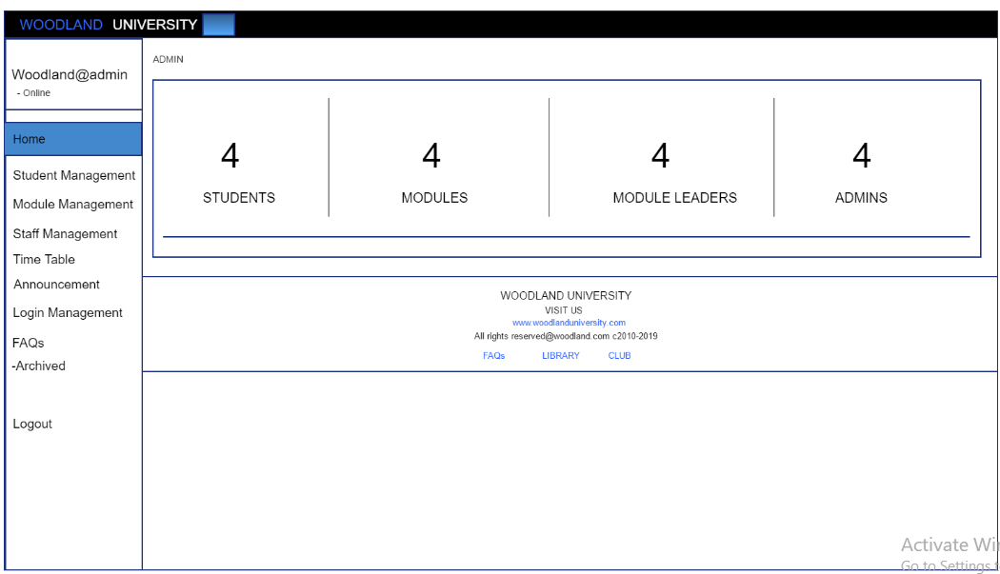 WOODLAND UNIVERSITY
Woodland@admin
- Online
Home
Student Management
Module Management
Staff Management
Time Table
Announcement
Login Management
FAQs
-Archived
Logout
ADMIN
4 4 4 4
STUDENTS MODULES MODULE LEADERS ADMINS
WOODLAND UNIVERSITY
VISIT US
www.woodlanduniversity.com
All rights reserved@woodland.com c2010-2019
FAQs LIBRARY CLUB
Activate Wi
Go to Settings